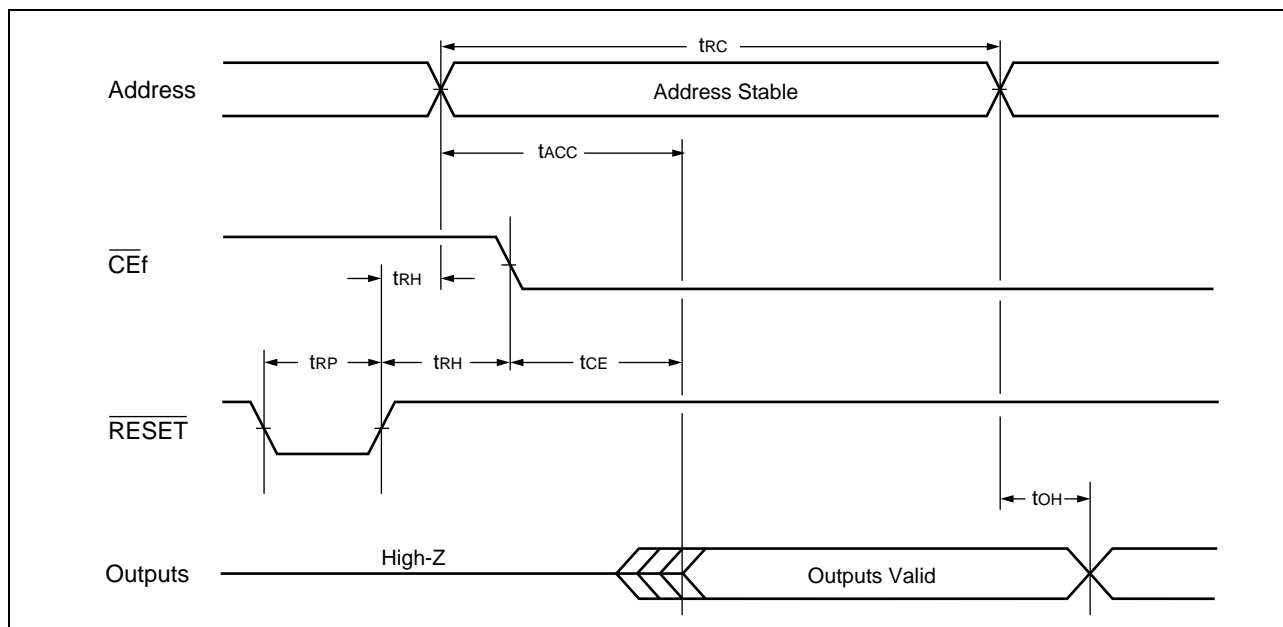 tRC
Address
Address Stable
tACC
CEf
tRH
tRP
tRH
tCE
RESET
tOH
High-Z
Outputs
Outputs Valid